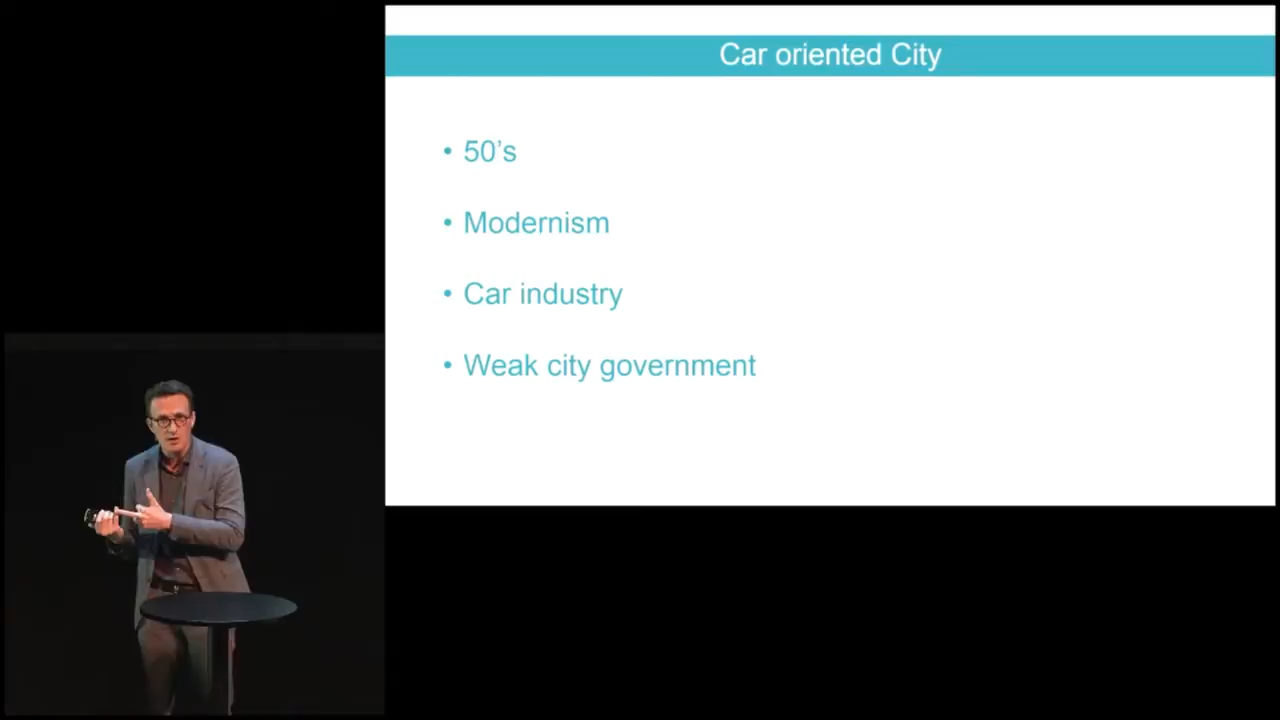 Car oriented City
• 50's
• Modernism
• Car industry
• Weak city government